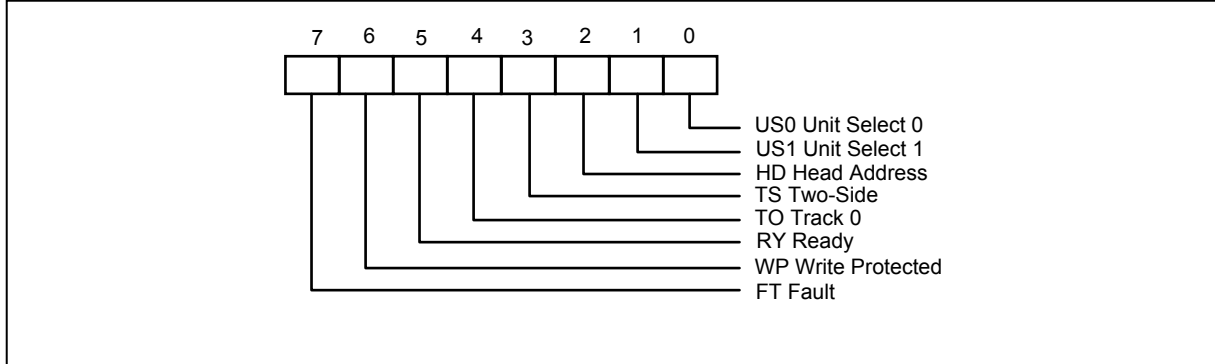 7 6 5 4 3 2 1 0
US0 Unit Select 0
US1 Unit Select 1
HD Head Address
TS Two-Side
TO Track 0
RY Ready
WP Write Protected
FT Fault